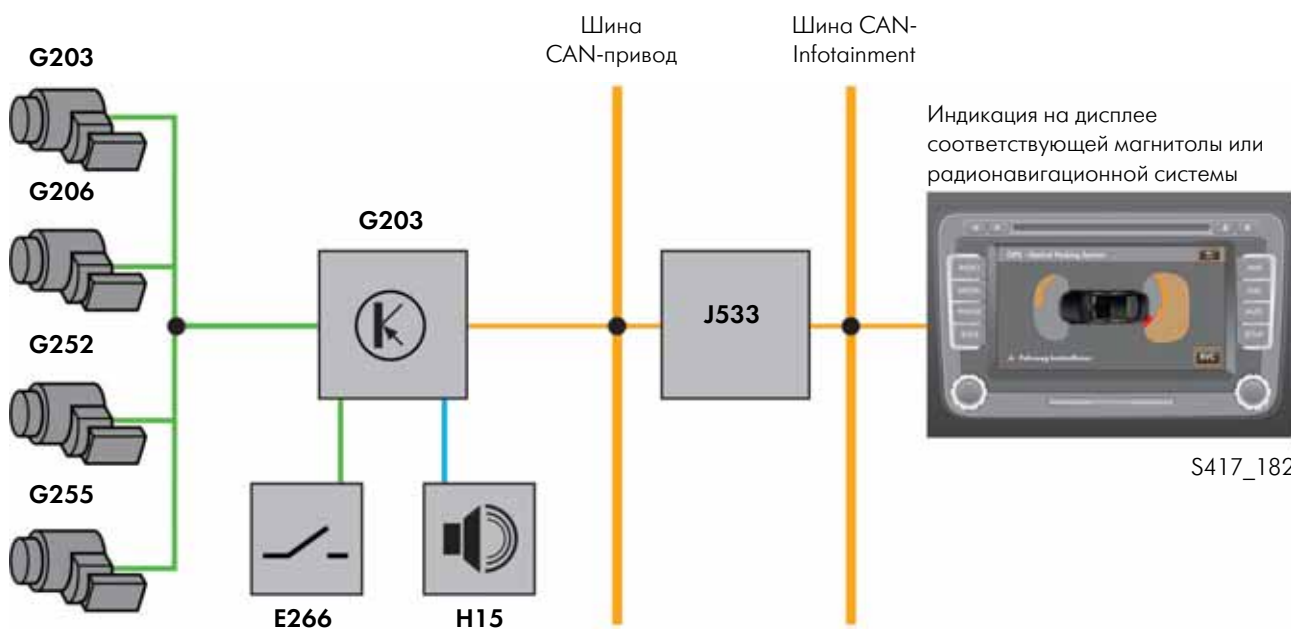 Шина
CAN-привод
Шина CAN-
Infotainment
G203
Индикация на дисплее
соответствующей магнитолы или
радионавигационной системы
G206
G203
G252
J533
G255
E266
H15
S417_182